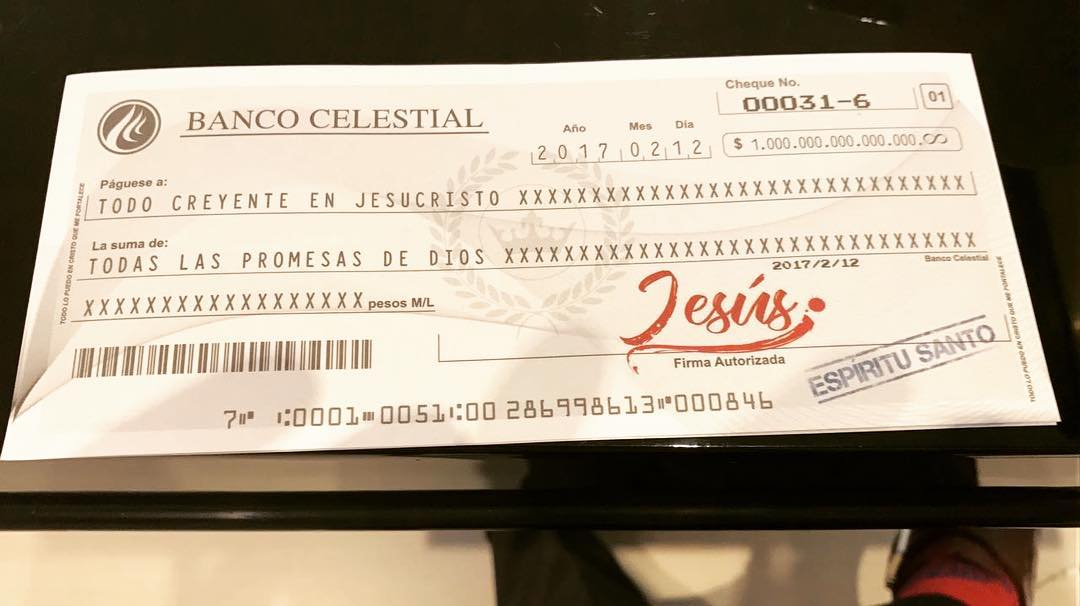 BANCO CELESTIAL
Cheque No.
00031-6
01
Año Mes Día
2017 02 12
$ 1.000.000.000.000.000.∞
Páguese a:
TODO CREYENTE EN JESUCRISTO XXXXXXXXXXXXXXXXXXXXXXXXXXXXXX
La suma de:
TODAS LAS PROMESAS DE DIOS XXXXXXXXXXXXXXXXXXXXXXXXXXXXXXX
2017/2/12
Banco Celestial
XXXXXXXXXXXXXXXXXX pesos M/L
Jesús
Firma Autorizada
ESPÍRITU SANTO
7⑈ ⑆0001⑉0051⑆00 286998613⑈000846
TODO LO PUEDO EN CRISTO QUE ME FORTALECE
TODO LO PUEDO EN CRISTO QUE ME FORTALECE